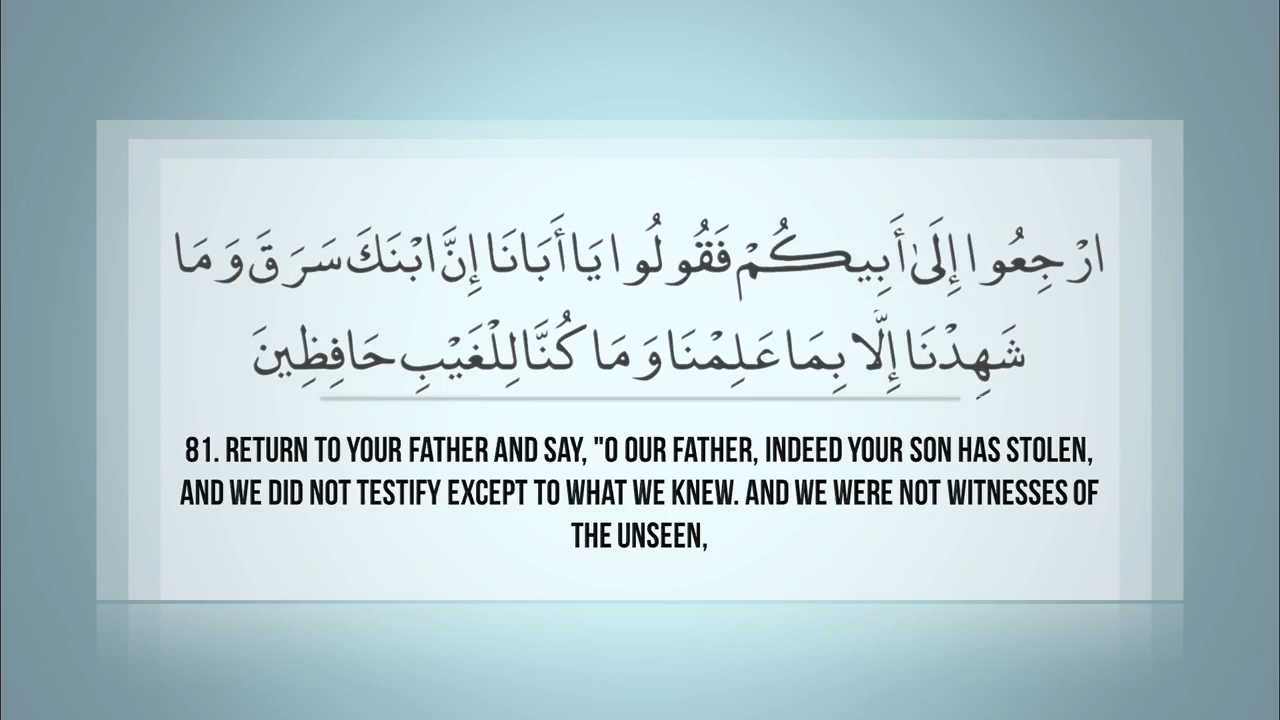 ارْجِعُوا إِلَىٰ أَبِيكُمْ فَقُولُوا يَا أَبَانَا إِنَّ ابْنَكَ سَرَقَ وَمَا
شَهِدْنَا إِلَّا بِمَا عَلِمْنَا وَمَا كُنَّا لِلْغَيْبِ حَافِظِينَ
81. RETURN TO YOUR FATHER AND SAY, "O OUR FATHER, INDEED YOUR SON HAS STOLEN,
AND WE DID NOT TESTIFY EXCEPT TO WHAT WE KNEW. AND WE WERE NOT WITNESSES OF
THE UNSEEN,